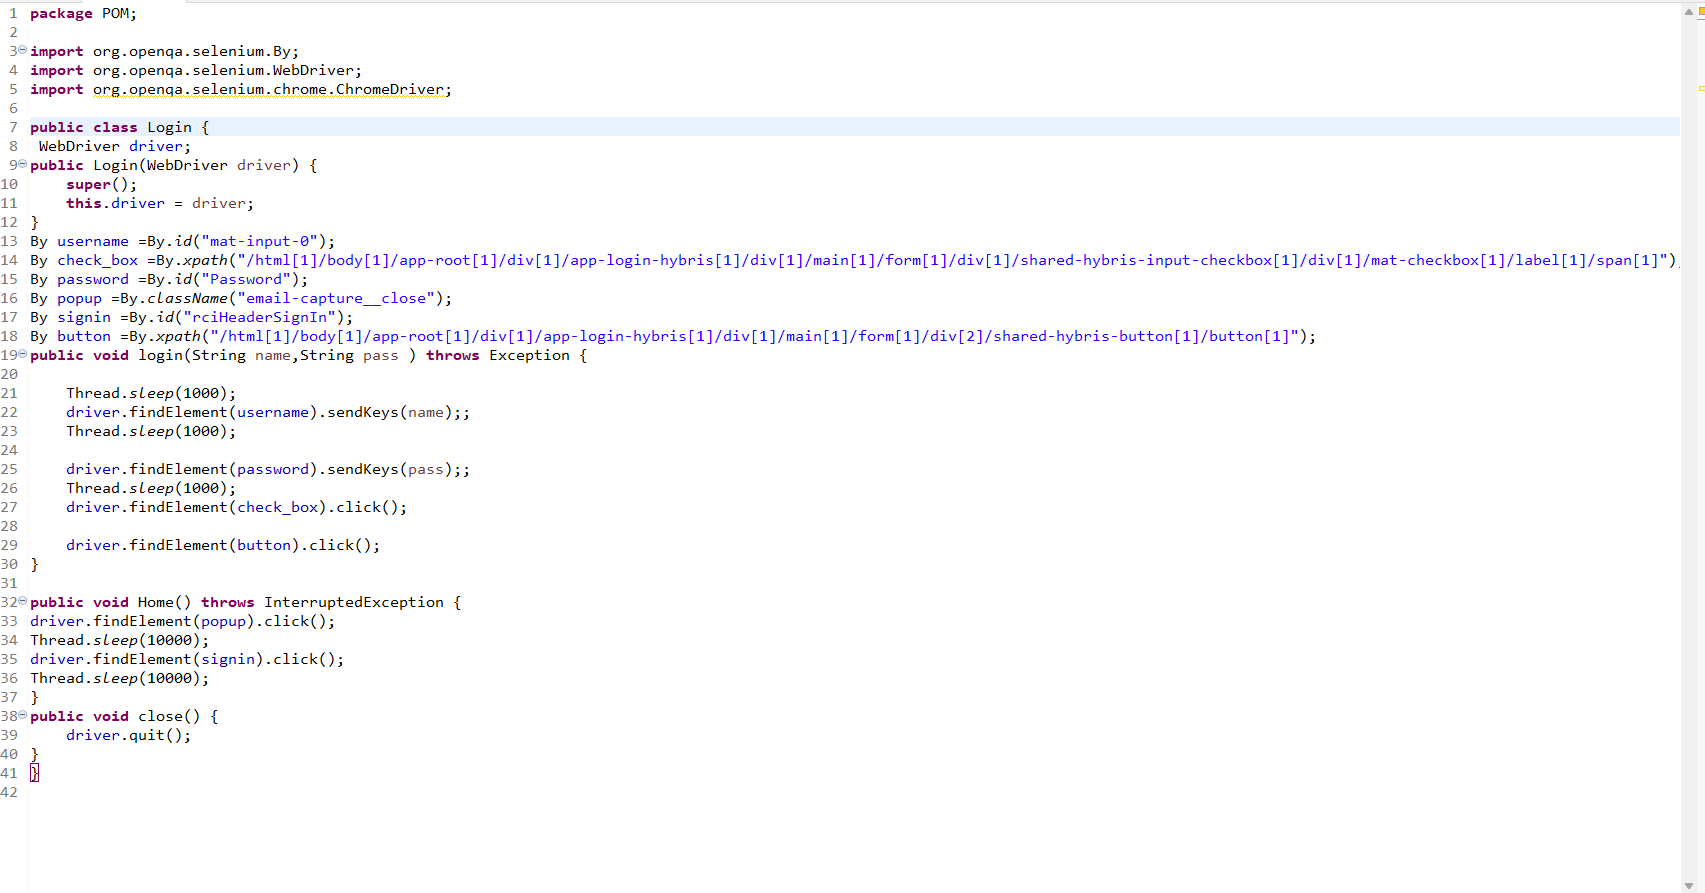 1 package POM;
2
3 import org.openqa.selenium.By;
4 import org.openqa.selenium.WebDriver;
5 import org.openqa.selenium.chrome.ChromeDriver;
6
7 public class Login {
8  WebDriver driver;
9 public Login(WebDriver driver) {
10     super();
11     this.driver = driver;
12 }
13 By username =By.id("mat-input-0");
14 By check_box =By.xpath("/html[1]/body[1]/app-root[1]/div[1]/app-login-hybris[1]/div[1]/main[1]/form[1]/div[1]/shared-hybris-input-checkbox[1]/div[1]/mat-checkbox[1]/label[1]/span[1]")
15 By password =By.id("Password");
16 By popup =By.className("email-capture__close");
17 By signin =By.id("rciHeaderSignIn");
18 By button =By.xpath("/html[1]/body[1]/app-root[1]/div[1]/app-login-hybris[1]/div[1]/main[1]/form[1]/div[2]/shared-hybris-button[1]/button[1]");
19 public void login(String name,String pass ) throws Exception {
20
21     Thread.sleep(1000);
22     driver.findElement(username).sendKeys(name);;
23     Thread.sleep(1000);
24
25     driver.findElement(password).sendKeys(pass);;
26     Thread.sleep(1000);
27     driver.findElement(check_box).click();
28
29     driver.findElement(button).click();
30 }
31
32 public void Home() throws InterruptedException {
33 driver.findElement(popup).click();
34 Thread.sleep(10000);
35 driver.findElement(signin).click();
36 Thread.sleep(10000);
37 }
38 public void close() {
39     driver.quit();
40 }
41 }
42